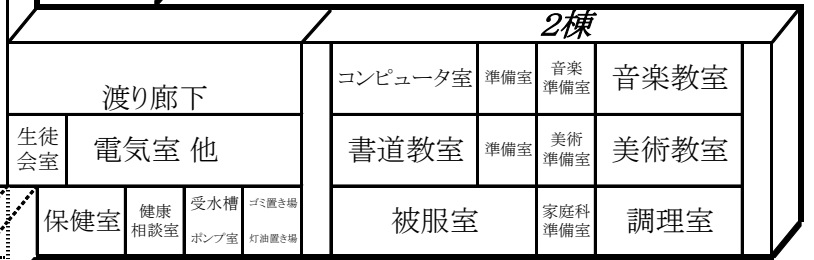 2棟
渡り廊下
コンピュータ室 準備室 音楽準備室 音楽教室
生徒会室 電気室 他
書道教室 準備室 美術準備室 美術教室
保健室 健康相談室 受水槽 ゴミ置き場
ポンプ室 灯油置き場
被服室 家庭科準備室 調理室